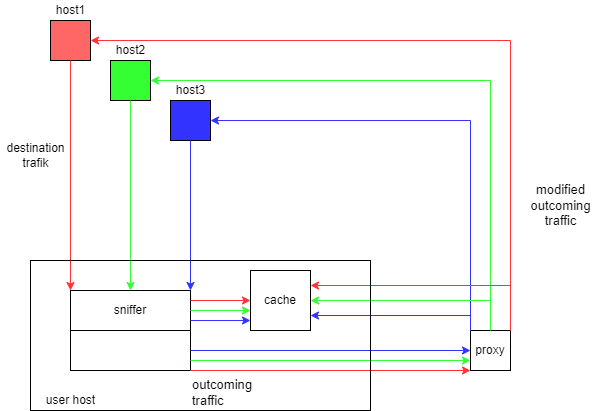 host1
host2
host3
destination
trafik
modified
outcoming
traffic
sniffer
cache
proxy
outcoming
traffic
user host